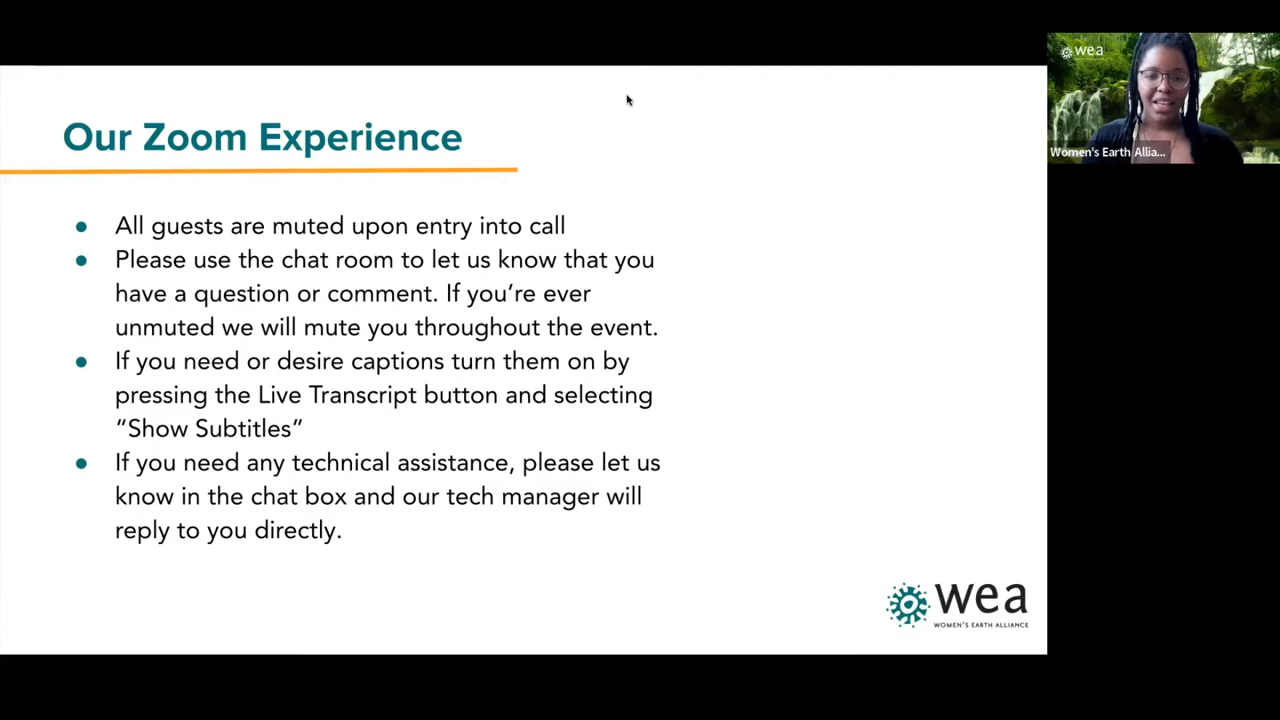 Our Zoom Experience
All guests are muted upon entry into call
Please use the chat room to let us know that you
have a question or comment. If you’re ever
unmuted we will mute you throughout the event.
If you need or desire captions turn them on by
pressing the Live Transcript button and selecting
“Show Subtitles”
If you need any technical assistance, please let us
know in the chat box and our tech manager will
reply to you directly.
wea
WOMEN'S EARTH ALLIANCE
wea
Women's Earth Allia...